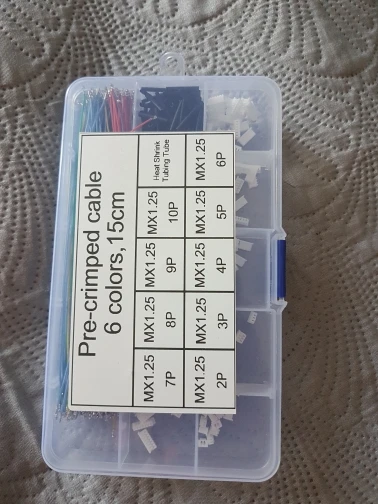 Pre-crimped cable
6 colors,15cm
Heat Shrink
Tubing Tube
MX1.25
6P
MX1.25
10P
MX1.25
5P
MX1.25
9P
MX1.25
4P
MX1.25
8P
MX1.25
3P
MX1.25
7P
MX1.25
2P